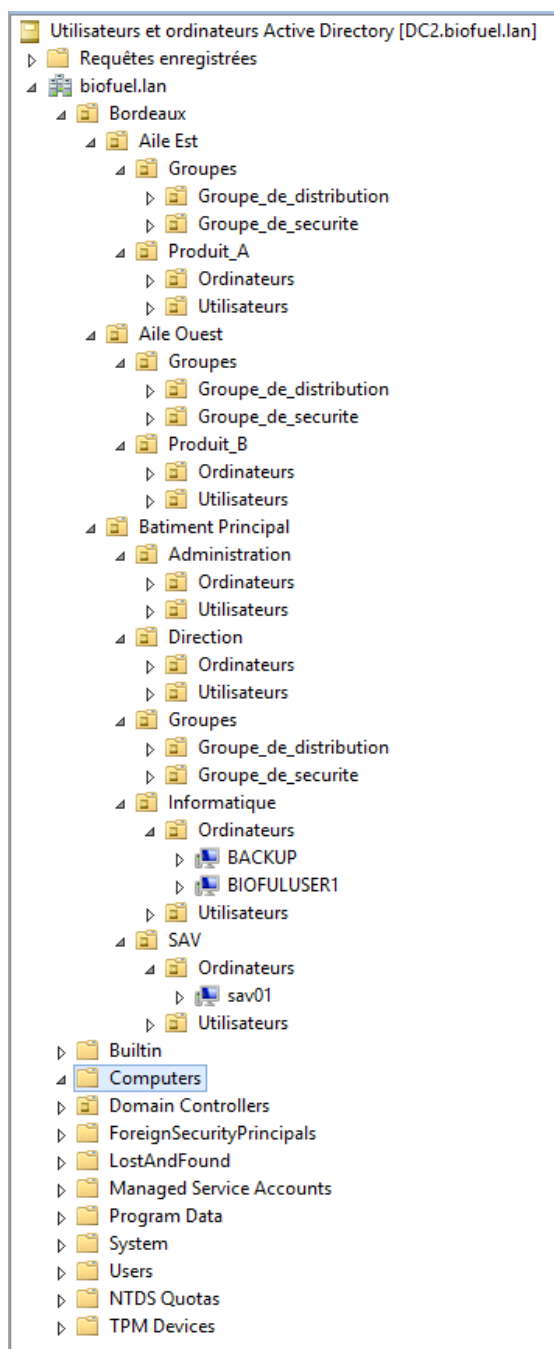 Utilisateurs et ordinateurs Active Directory [DC2.biofuel.lan]
Requêtes enregistrées
biofuel.lan
Bordeaux
Aile Est
Groupes
Groupe_de_distribution
Groupe_de_securite
Produit_A
Ordinateurs
Utilisateurs
Aile Ouest
Groupes
Groupe_de_distribution
Groupe_de_securite
Produit_B
Ordinateurs
Utilisateurs
Batiment Principal
Administration
Ordinateurs
Utilisateurs
Direction
Ordinateurs
Utilisateurs
Groupes
Groupe_de_distribution
Groupe_de_securite
Informatique
Ordinateurs
BACKUP
BIOFULUSER1
Utilisateurs
SAV
Ordinateurs
sav01
Utilisateurs
Builtin
Computers
Domain Controllers
ForeignSecurityPrincipals
LostAndFound
Managed Service Accounts
Program Data
System
Users
NTDS Quotas
TPM Devices